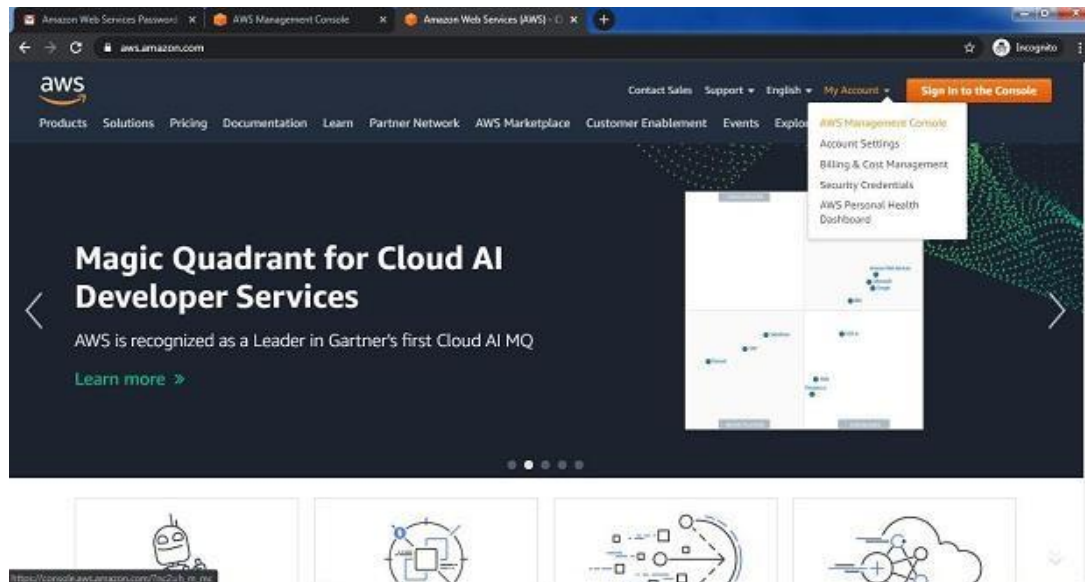 Amazon Web Services Password
AWS Management Console
Amazon Web Services (AWS) - C
aws.amazon.com
Incognito
aws
Contact Sales Support English My Account Sign In to the Console
Products Solutions Pricing Documentation Learn Partner Network AWS Marketplace Customer Enablement Events Explor
AWS Management Console
Account Settings
Billing & Cost Management
Security Credentials
AWS Personal Health
Dashboard
Magic Quadrant for Cloud AI
Developer Services
AWS is recognized as a Leader in Gartner's first Cloud AI MQ
Learn more »